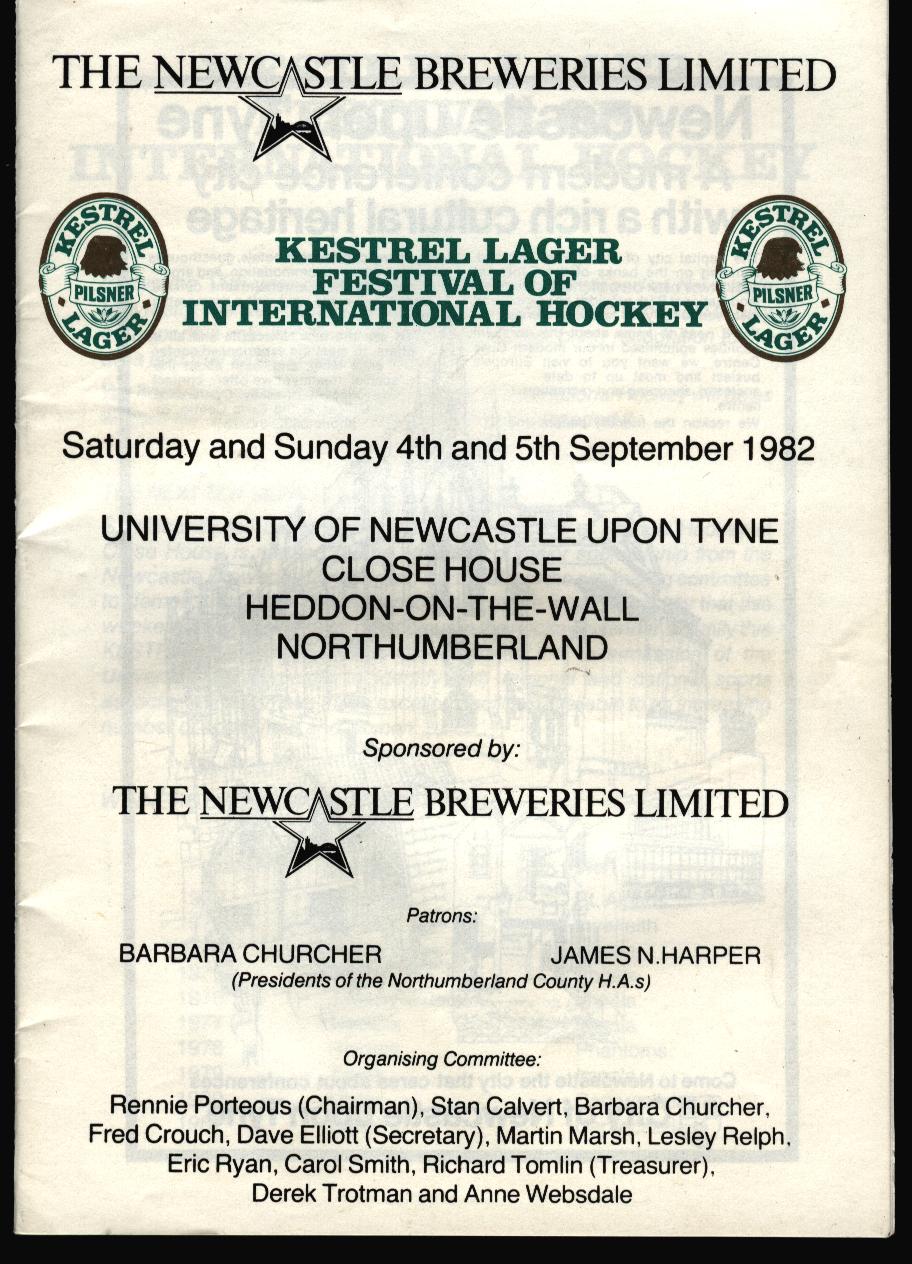 THE NEWCASTLE BREWERIES LIMITED
KESTREL
PILSNER
LAGER
KESTREL LAGER
FESTIVAL OF
INTERNATIONAL HOCKEY
KESTREL
PILSNER
LAGER
Saturday and Sunday 4th and 5th September 1982
UNIVERSITY OF NEWCASTLE UPON TYNE
CLOSE HOUSE
HEDDON-ON-THE-WALL
NORTHUMBERLAND
Sponsored by:
THE NEWCASTLE BREWERIES LIMITED
Patrons:
BARBARA CHURCHER JAMES N.HARPER
(Presidents of the Northumberland County H.A.s)
Organising Committee:
Rennie Porteous (Chairman), Stan Calvert, Barbara Churcher,
Fred Crouch, Dave Elliott (Secretary), Martin Marsh, Lesley Relph,
Eric Ryan, Carol Smith, Richard Tomlin (Treasurer),
Derek Trotman and Anne Websdale